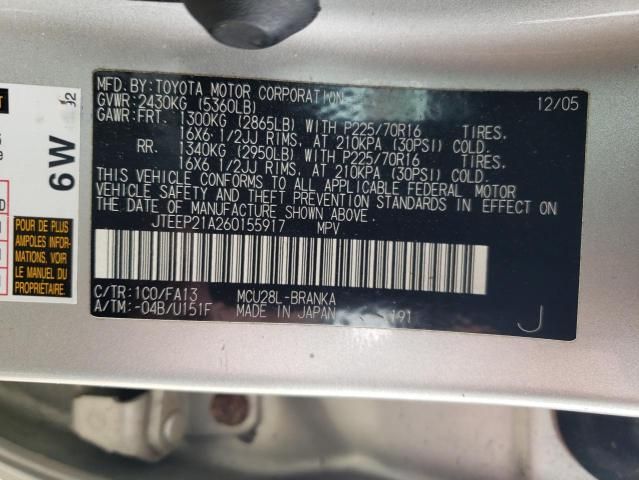 MFD.BY:TOYOTA MOTOR CORPORATION 12/05
GVWR:2430KG (5360LB)
GAWR:FRT. 1300KG (2865LB) WITH P225/70R16 TIRES,
16X6 1/2JJ RIMS, AT 210KPA (30PSI) COLD.
RR. 1340KG (2950LB) WITH P225/70R16 TIRES,
16X6 1/2JJ RIMS, AT 210KPA (30PSI) COLD.
THIS VEHICLE CONFORMS TO ALL APPLICABLE FEDERAL MOTOR
VEHICLE SAFETY AND THEFT PREVENTION STANDARDS IN EFFECT ON
THE DATE OF MANUFACTURE SHOWN ABOVE.
JTEEP21A260155917 MPV
C/TR:1C0/FA13 MCU28L-BRANKA
A/TM:-04B/U151F MADE IN JAPAN 191
J
6W
POUR DE PLUS
AMPLES INFOR-
MATIONS, VOIR
LE MANUEL DU
PROPRIÉTAIRE.